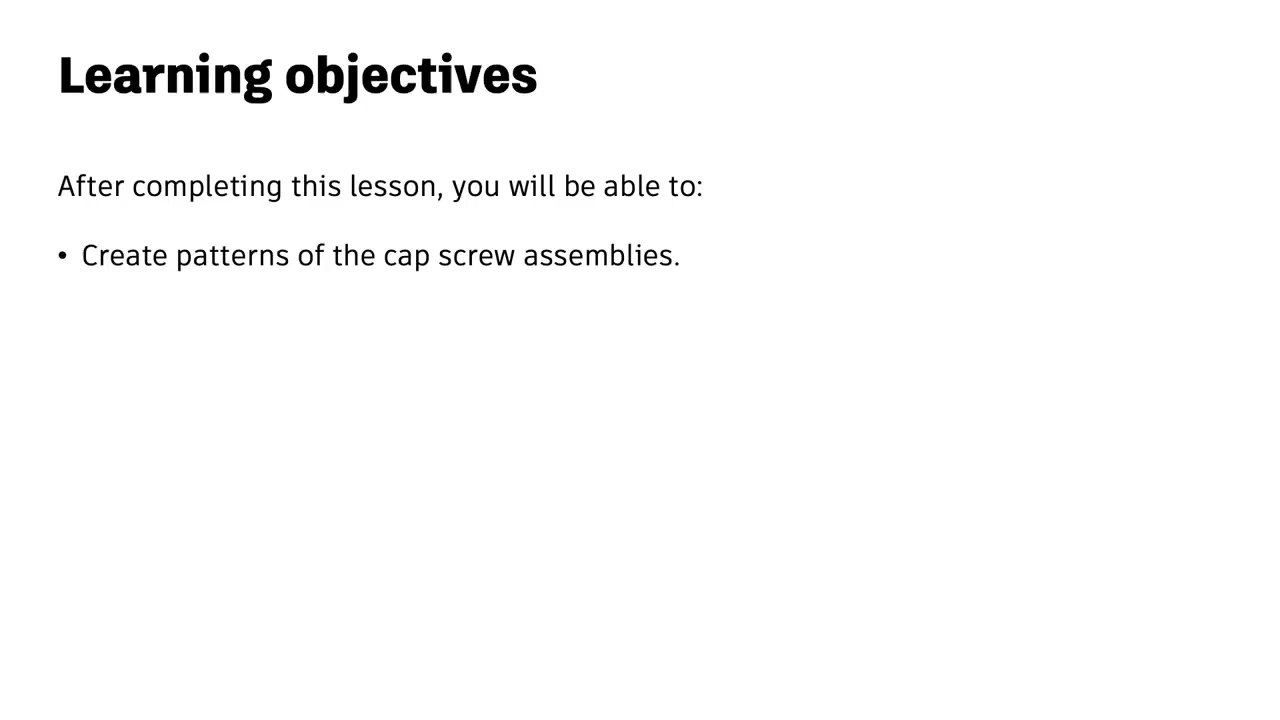 Learning objectives
After completing this lesson, you will be able to:
• Create patterns of the cap screw assemblies.